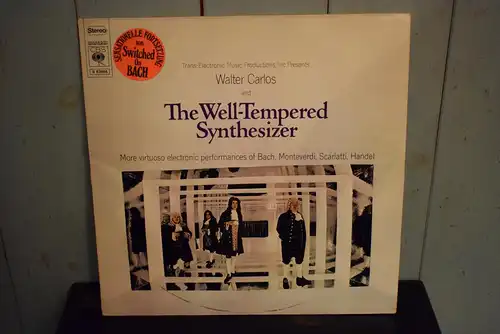 Stereo
CBS
SENSATIONELLE FORTSETZUNG
von
Switched
On
BACH
Trans-Electronic Music Productions, Inc. Presents
Walter Carlos
and
The Well-Tempered
Synthesizer
More virtuoso electronic performances of Bach, Monteverdi, Scarlatti, Handel